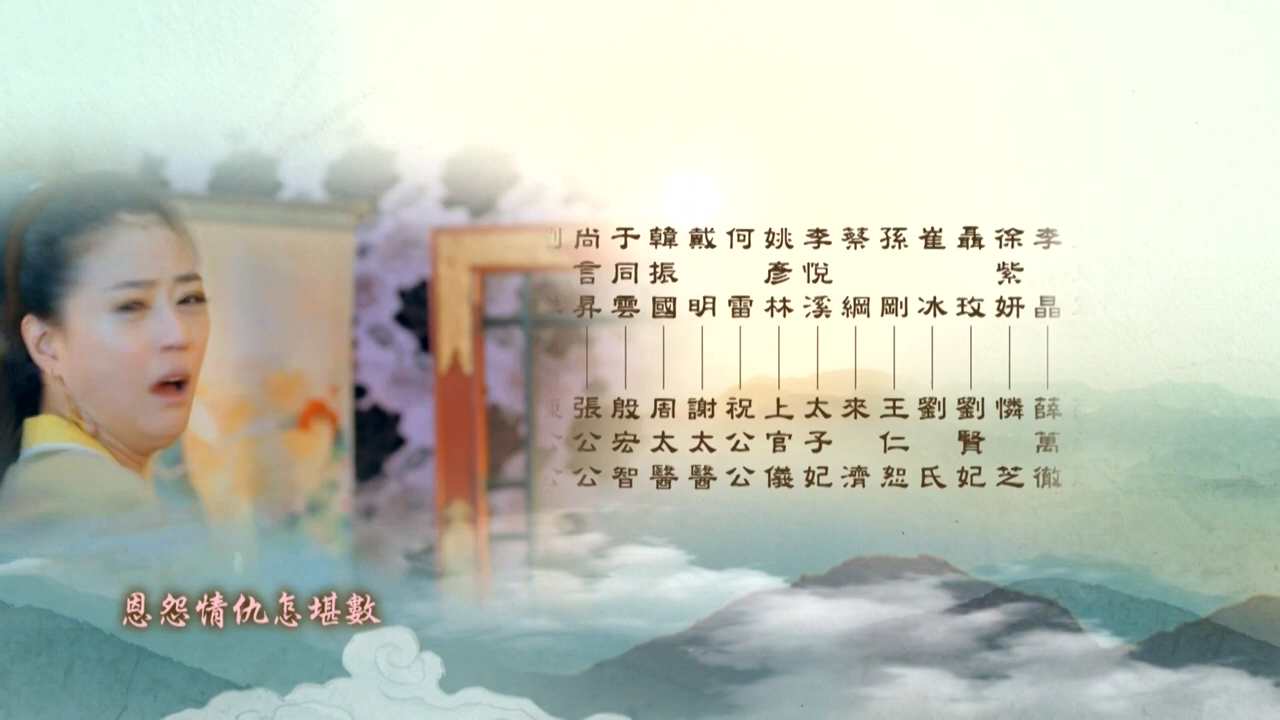 李晶 薛萬徹
徐紫妍 憐芝
聶玫 劉賢妃
崔冰 劉氏
孫剛 王仁恕
蔡綱 來濟
李悅溪 太子妃
姚彥林 上官儀
何雷 祝公公
戴明 謝太醫
韓振國 周太醫
于同雲 殷宏智
尚言昇 張公公
恩怨情仇怎堪數